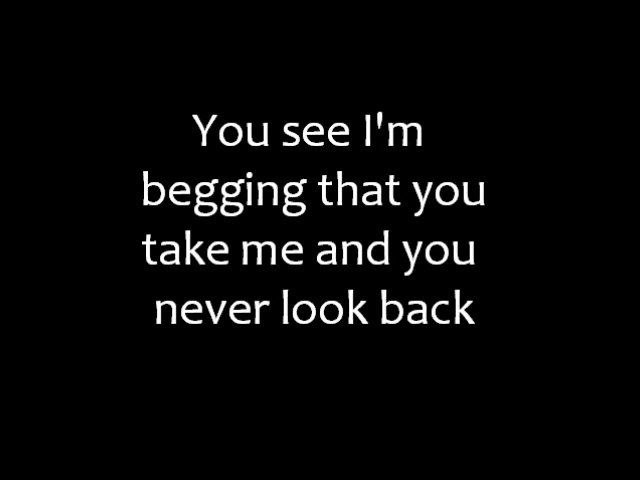 You see I'm
begging that you
take me and you
never look back